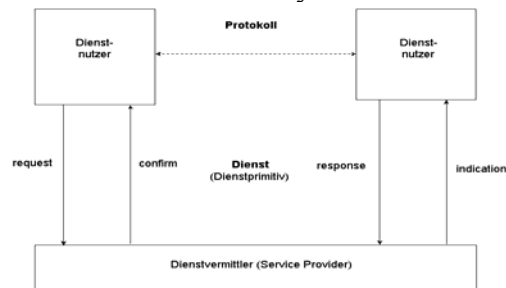 Protokoll
Dienst-
nutzer
Dienst-
nutzer
request
confirm
Dienst
(Dienstprimitiv)
response
indication
Dienstvermittler (Service Provider)